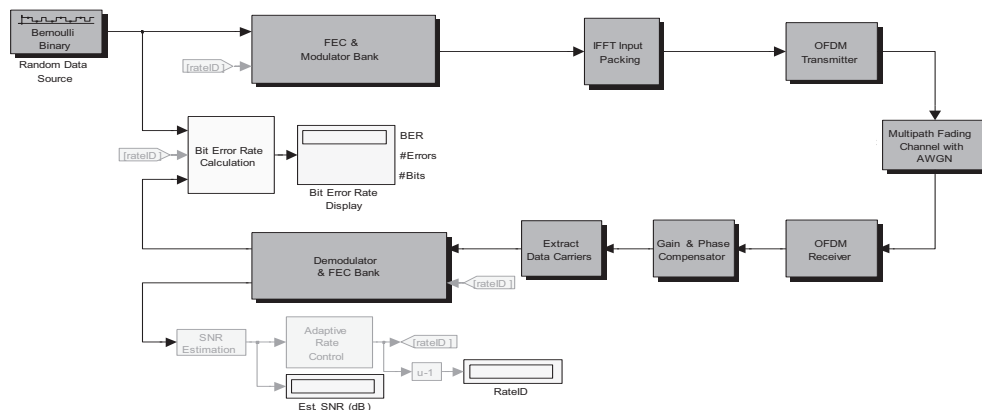 Bernoulli
Binary
Random Data
Source
FEC &
Modulator Bank
[rateID]
IFFT Input
Packing
OFDM
Transmitter
Multipath Fading
Channel with
AWGN
[rateID]
Bit Error Rate
Calculation
BER
#Errors
#Bits
Bit Error Rate
Display
Demodulator
& FEC Bank
[rateID]
Extract
Data Carriers
Gain & Phase
Compensator
OFDM
Receiver
SNR
Estimation
Adaptive
Rate
Control
[rateID]
u-1
RateID
Est. SNR (dB)